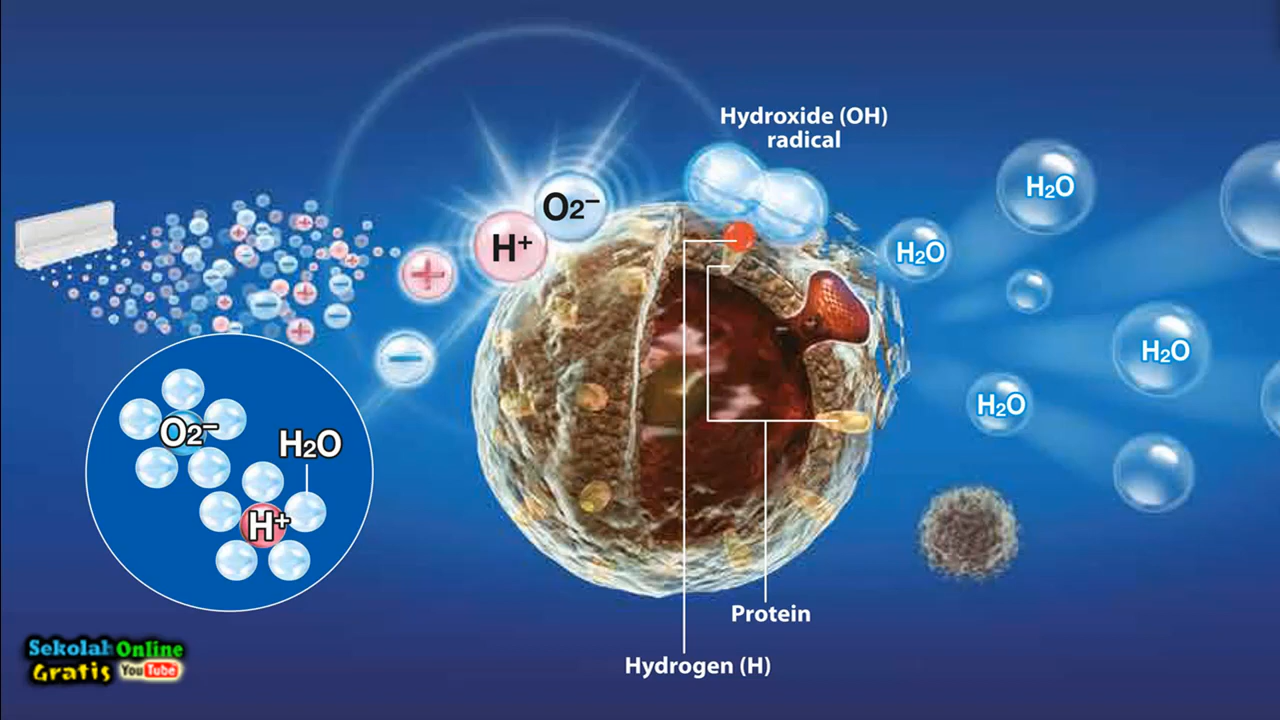 Hydroxide (OH)
radical
O2−
H+
+
−
H2O
H2O
H2O
H2O
O2−
H2O
H+
Protein
Hydrogen (H)
Sekolah Online
Gratis YouTube